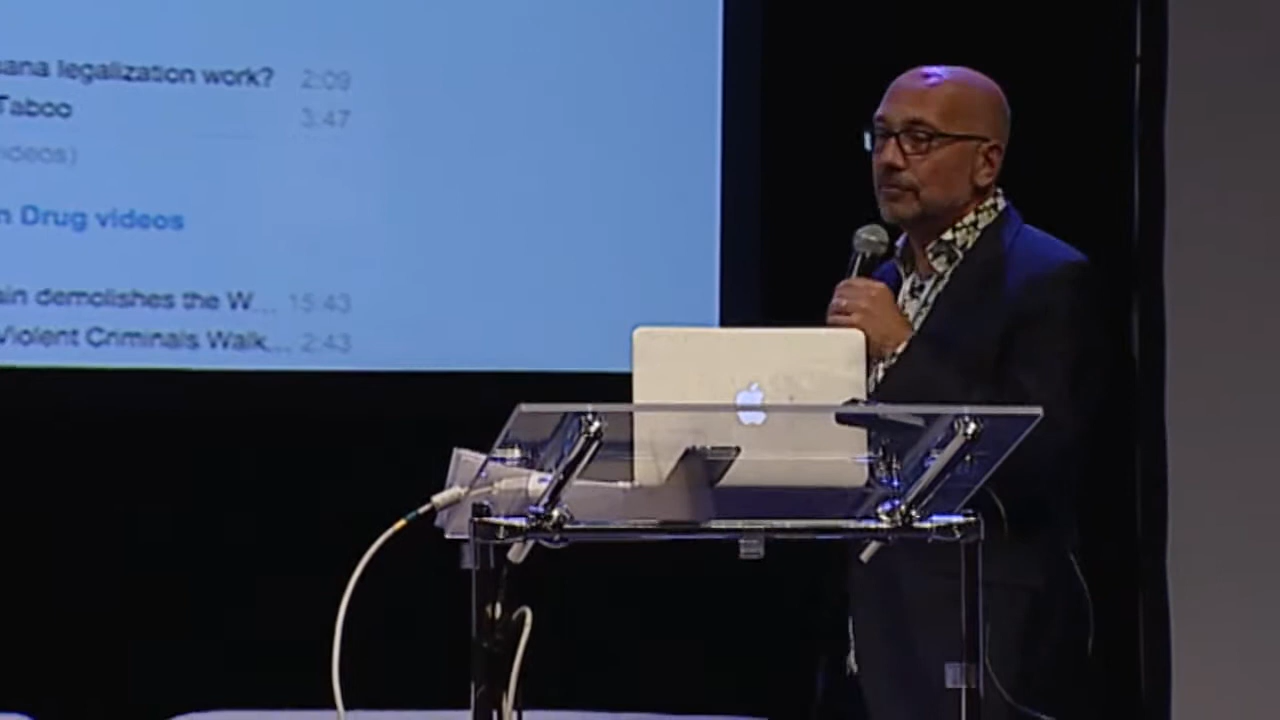 ana legalization work? 2:09
Taboo 3:47
ideos)
n Drug videos
ain demolishes the W... 15:43
Violent Criminals Walk... 2:43